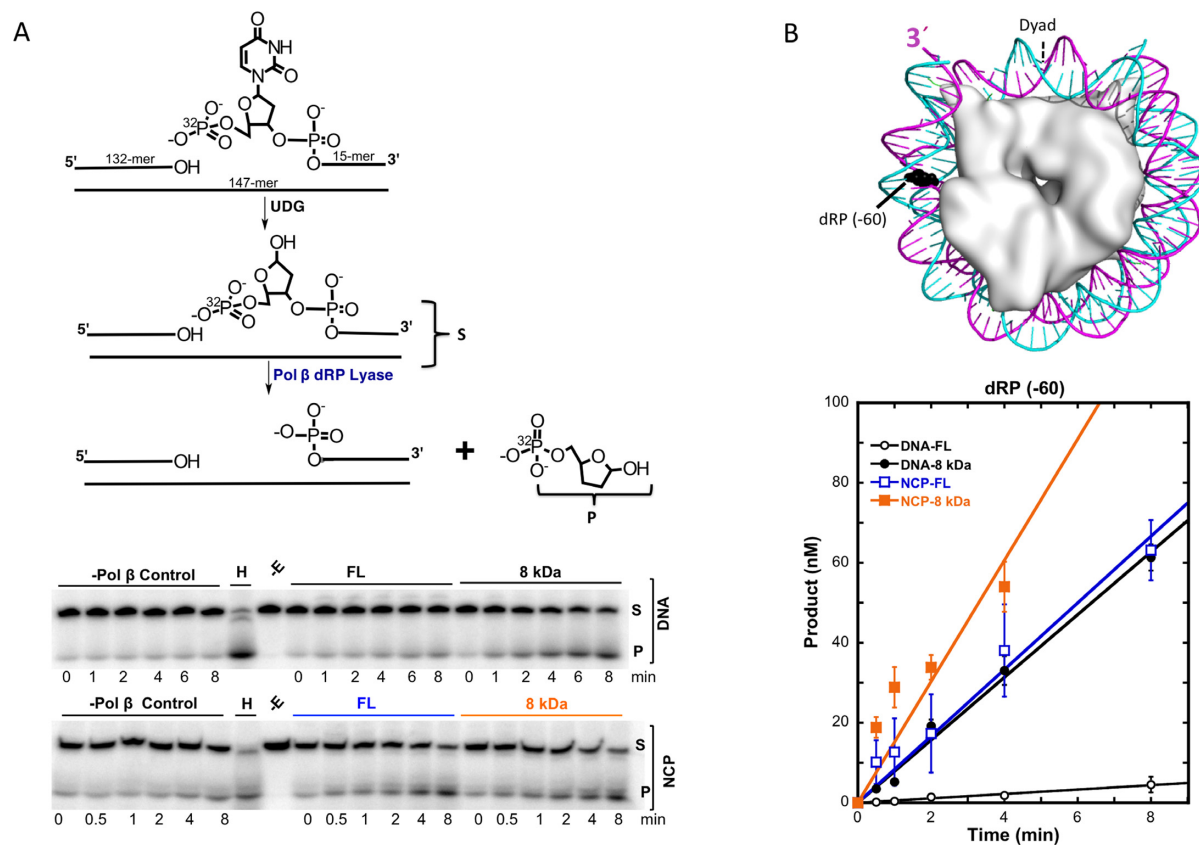 A
O
NH
N
O
O-
32P
-O
O
O
O-
O
P=O
O
5'
132-mer
OH
15-mer
3'
147-mer
UDG
OH
O-
32P
-O
O
O
O-
O
P=O
O
5'
OH
3'
S
Pol β dRP Lyase
O-
-O-P=O
O
5'
OH
3'
+
O
32P
-O
O-
O
O
OH
P
-Pol β Control
H
-E
FL
8 kDa
S
P
DNA
0 1 2 4 6 8 0 1 2 4 6 8 0 1 2 4 6 8 min
-Pol β Control
H
-E
FL
8 kDa
S
P
NCP
0 0.5 1 2 4 8 0 0.5 1 2 4 8 0 0.5 1 2 4 8 min
B
Dyad
3´
dRP (-60)
dRP (-60)
DNA-FL
DNA-8 kDa
NCP-FL
NCP-8 kDa
Product (nM)
100
80
60
40
20
0
0 2 4 6 8
Time (min)